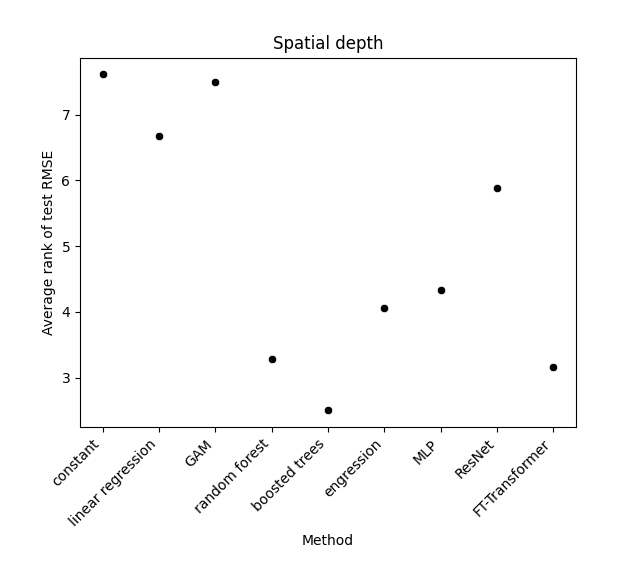 Spatial depth
Average rank of test RMSE
7
6
5
4
3
constant
linear regression
GAM
random forest
boosted trees
engression
MLP
ResNet
FT-Transformer
Method